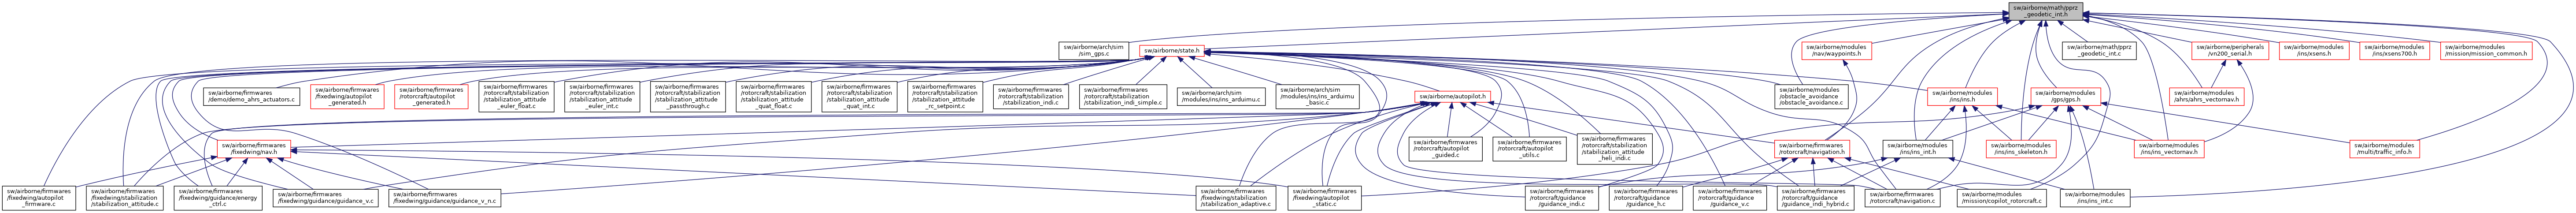 sw/airborne/math/pprz
_geodetic_int.h
sw/airborne/arch/sim
/sim_gps.c
sw/airborne/state.h
sw/airborne/modules
/nav/waypoints.h
sw/airborne/math/pprz
_geodetic_int.c
sw/airborne/peripherals
/vn200_serial.h
sw/airborne/modules
/ins/xsens.h
sw/airborne/modules
/ins/xsens700.h
sw/airborne/modules
/mission/mission_common.h
sw/airborne/firmwares
/demo/demo_ahrs_actuators.c
sw/airborne/firmwares
/fixedwing/autopilot
_generated.h
sw/airborne/firmwares
/rotorcraft/autopilot
_generated.h
sw/airborne/firmwares
/rotorcraft/stabilization
/stabilization_attitude
_euler_float.c
sw/airborne/firmwares
/rotorcraft/stabilization
/stabilization_attitude
_euler_int.c
sw/airborne/firmwares
/rotorcraft/stabilization
/stabilization_attitude
_passthrough.c
sw/airborne/firmwares
/rotorcraft/stabilization
/stabilization_attitude
_quat_float.c
sw/airborne/firmwares
/rotorcraft/stabilization
/stabilization_attitude
_quat_int.c
sw/airborne/firmwares
/rotorcraft/stabilization
/stabilization_attitude
_rc_setpoint.c
sw/airborne/firmwares
/rotorcraft/stabilization
/stabilization_indi.c
sw/airborne/firmwares
/rotorcraft/stabilization
/stabilization_indi_simple.c
sw/airborne/arch/sim
/modules/ins/ins_arduimu.c
sw/airborne/arch/sim
/modules/ins/ins_arduimu
_basic.c
sw/airborne/autopilot.h
sw/airborne/modules
/obstacle_avoidance
/obstacle_avoidance.c
sw/airborne/modules
/ins/ins.h
sw/airborne/modules
/gps/gps.h
sw/airborne/modules
/ahrs/ahrs_vectornav.h
sw/airborne/firmwares
/fixedwing/nav.h
sw/airborne/firmwares
/rotorcraft/autopilot
_guided.c
sw/airborne/firmwares
/rotorcraft/autopilot
_utils.c
sw/airborne/firmwares
/rotorcraft/stabilization
/stabilization_attitude
_heli_indi.c
sw/airborne/firmwares
/rotorcraft/navigation.h
sw/airborne/modules
/ins/ins_int.h
sw/airborne/modules
/ins/ins_skeleton.h
sw/airborne/modules
/ins/ins_vectornav.h
sw/airborne/modules
/multi/traffic_info.h
sw/airborne/firmwares
/fixedwing/autopilot
_firmware.c
sw/airborne/firmwares
/fixedwing/stabilization
/stabilization_attitude.c
sw/airborne/firmwares
/fixedwing/guidance/energy
_ctrl.c
sw/airborne/firmwares
/fixedwing/guidance/guidance_v.c
sw/airborne/firmwares
/fixedwing/guidance/guidance_v_n.c
sw/airborne/firmwares
/fixedwing/stabilization
/stabilization_adaptive.c
sw/airborne/firmwares
/fixedwing/autopilot
_static.c
sw/airborne/firmwares
/rotorcraft/guidance
/guidance_indi.c
sw/airborne/firmwares
/rotorcraft/guidance
/guidance_h.c
sw/airborne/firmwares
/rotorcraft/guidance
/guidance_v.c
sw/airborne/firmwares
/rotorcraft/guidance
/guidance_indi_hybrid.c
sw/airborne/firmwares
/rotorcraft/navigation.c
sw/airborne/modules
/mission/copilot_rotorcraft.c
sw/airborne/modules
/ins/ins_int.c